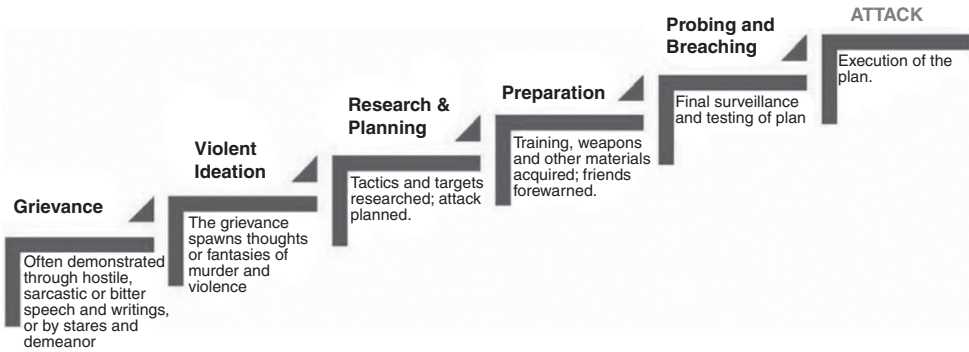 Grievance
Often demonstrated
through hostile,
sarcastic or bitter
speech and writings,
or by stares and
demeanor
Violent
Ideation
The grievance
spawns thoughts
or fantasies of
murder and
violence
Research &
Planning
Tactics and targets
researched; attack
planned.
Preparation
Training, weapons
and other materials
acquired; friends
forewarned.
Probing and
Breaching
Final surveillance
and testing of plan
ATTACK
Execution of the
plan.